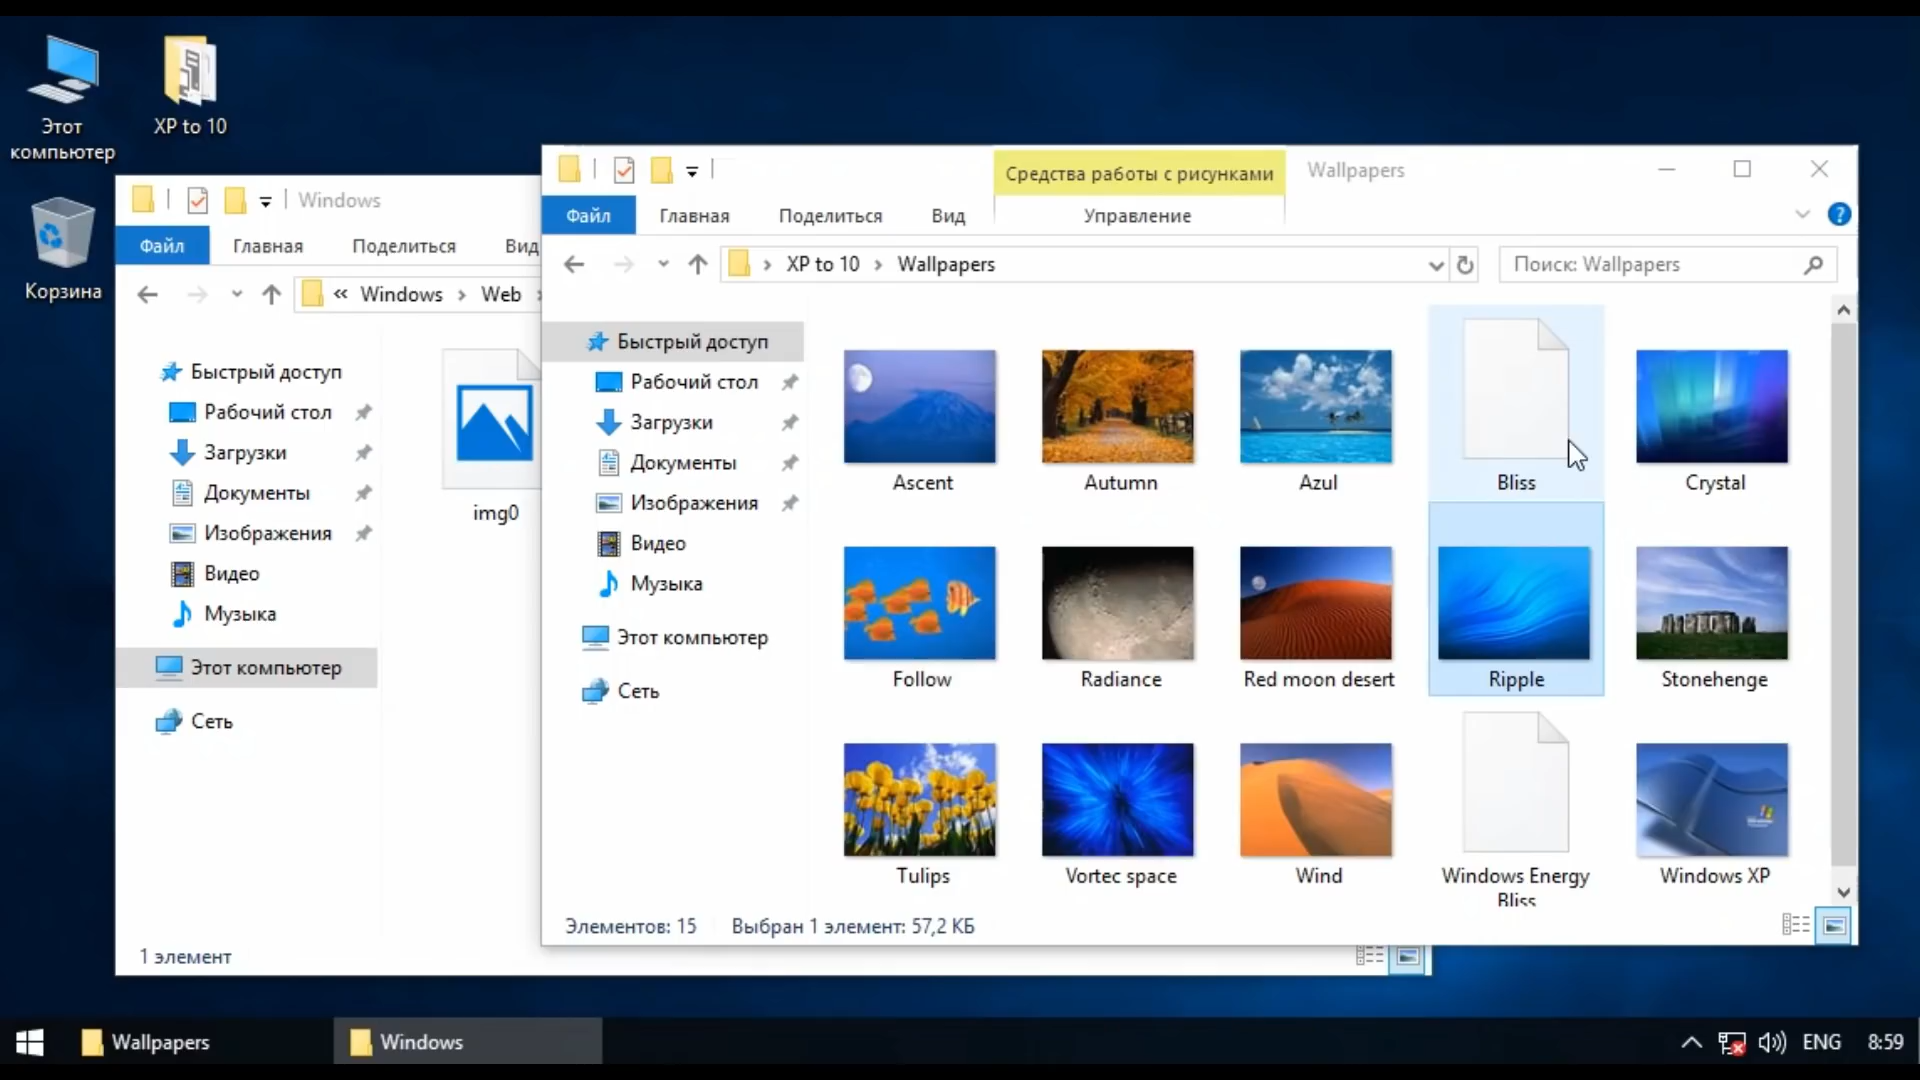 Этот
компьютер
XP to 10
Корзина
Windows
Файл
Главная
Поделиться
Вид
« Windows › Web ›
Быстрый доступ
Рабочий стол
Загрузки
Документы
Изображения
Видео
Музыка
Этот компьютер
Сеть
img0
1 элемент
Средства работы с рисунками
Wallpapers
Файл
Главная
Поделиться
Вид
Управление
› XP to 10 › Wallpapers
Поиск: Wallpapers
Быстрый доступ
Рабочий стол
Загрузки
Документы
Изображения
Видео
Музыка
Этот компьютер
Сеть
Ascent
Autumn
Azul
Bliss
Crystal
Follow
Radiance
Red moon desert
Ripple
Stonehenge
Tulips
Vortec space
Wind
Windows Energy
Bliss
Windows XP
Элементов: 15
Выбран 1 элемент: 57,2 КБ
Wallpapers
Windows
ENG
8:59